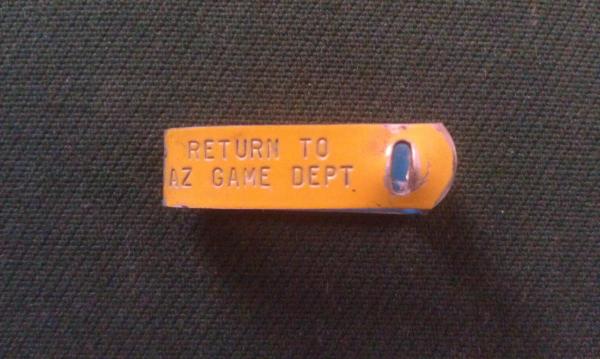 RETURN TO
AZ GAME DEPT